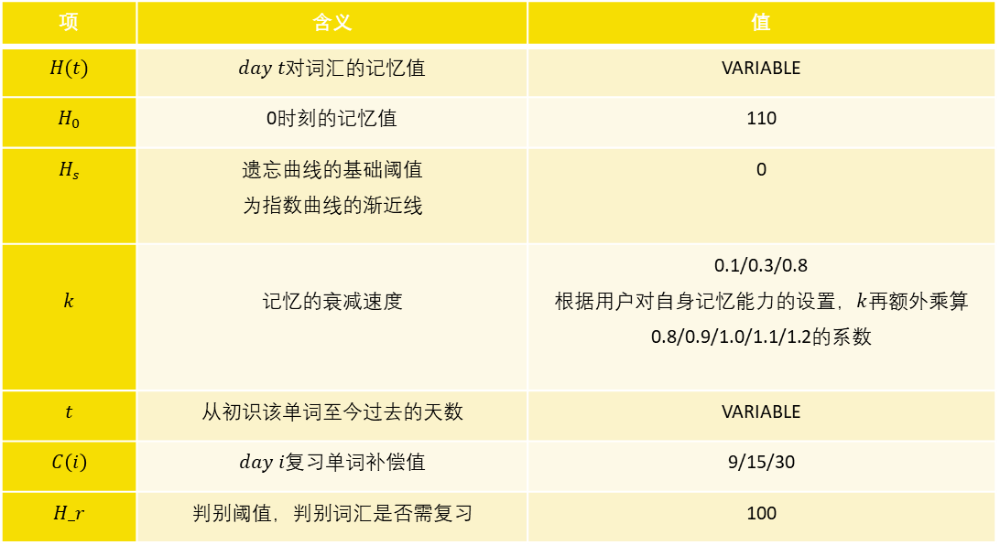 项 含义 值
H(t) day t对词汇的记忆值 VARIABLE
H₀ 0时刻的记忆值 110
Hₛ 遗忘曲线的基础阈值 0
为指数曲线的渐近线
0.1/0.3/0.8
k 记忆的衰减速度 根据用户对自身记忆能力的设置，k再额外乘算
0.8/0.9/1.0/1.1/1.2的系数
t 从初识该单词至今过去的天数 VARIABLE
C(i) day i复习单词补偿值 9/15/30
H_r 判别阈值，判别词汇是否需复习 100